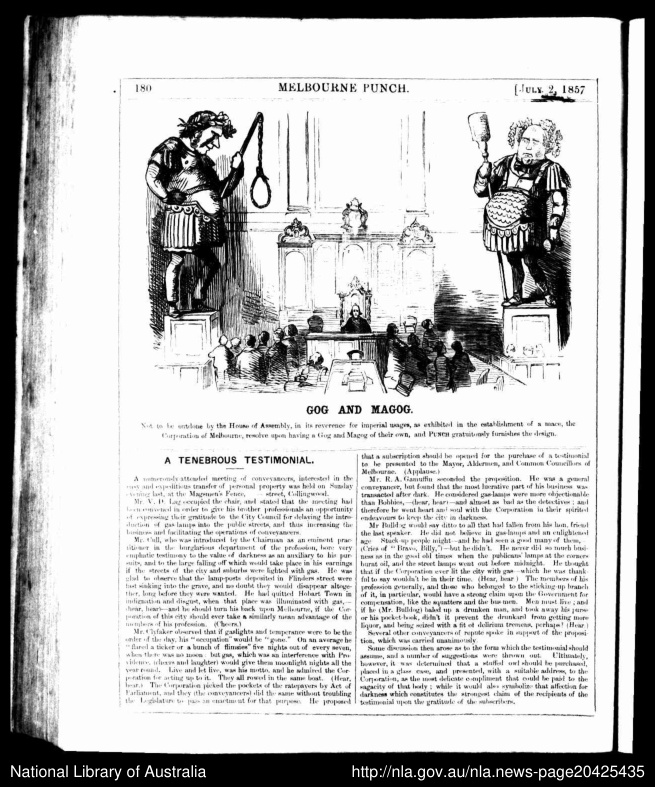 180
MELBOURNE PUNCH.
[JULY 2, 1857
GOG AND MAGOG.
Not to be outdone by the House of Assembly, in its reverence for imperial usages, as exhibited in the establishment of a mace, the
Corporation of Melbourne, resolve upon having a Gog and Magog of their own, and PUNCH gratuitously furnishes the design.
A TENEBROUS TESTIMONIAL.
A numerously attended meeting of conveyancers, interested in the
east and expeditious transfer of personal property was held on Sunday
evening last, at the Magsmen's Fence, street, Collingwood.
Mr. V. D. Lag occupied the chair, and stated that the meeting had
been convened in order to give his brother professionals an opportunity
of expressing their gratitude to the City Council for delaying the intro-
duction of gas-lamps into the public streets, and thus increasing the
business and facilitating the operations of conveyancers.
Mr. Coll, who was introduced by the Chairman as an eminent prac-
titioner in the burglarious department of the profession, bore very
emphatic testimony to the value of darkness as an auxiliary to his pur-
suits, and to the large falling off which would take place in his earnings
if the streets of the city and suburbs were lighted with gas. He was
glad to observe that the lamp-posts deposited in Flinders street were
fast sinking into the grave, and no doubt they would disappear altoge-
ther, long before they were wanted. He had quitted Hobart Town in
indignation and disgust, when that place was illuminated with gas,—
(hear, hear)—and he should turn his back upon Melbourne, if the Cor-
poration of this city should ever take a similarly mean advantage of the
members of his profession. (Cheers.)
Mr. Clyfaker observed that if gaslights and temperance were to be the
order of the day, his "occupation" would be "gone." On an average he
"flared a ticker or a bunch of flimsies" five nights out of every seven,
when there was no moon: but gas, which was an interference with Pro-
vidence, (cheers and laughter) would give them moonlight nights all the
year round. Live and let live, was his motto, and he admired the Cor-
poration for acting up to it. They all rowed in the same boat. (Hear,
hear.) The Corporation picked the pockets of the ratepayers by Act of
Parliament, and they (the conveyancers) did the same without troubling
the Legislature to pass an enactment for that purpose. He proposed
that a subscription should be opened for the purchase of a testimonial
to be presented to the Mayor, Aldermen, and Common Councillors of
Melbourne. (Applause.)
Mr. R. A. Gamuffin seconded the proposition. He was a general
conveyancer, but found that the most lucrative part of his business was
transacted after dark. He considered gas-lamps were more objectionable
than Bobbies,—(hear, hear)—and almost as bad as the detectives; and
therefore he went heart and soul with the Corporation in their spirited
endeavours to keep the city in darkness.
Mr Bulldog would say ditto to all that had fallen from his hon. friend
the last speaker. He did not believe in gas-lamps and an enlightened
age. Stuck up people might—and he had seen a good many of them,
(Cries of "Bravo, Billy,")—but he didn't. He never did so much busi-
ness as in the good old times when the publicans' lamps at the corners
burnt oil, and the street lamps went out before midnight. He thought
that if the Corporation ever lit the city with gas—which he was thank-
ful to say wouldn't be in their time. (Hear, hear) The members of his
profession generally, and those who belonged to the sticking-up branch
of it, in particular, would have a strong claim upon the Government for
compensation, like the squatters and the bus men. Men must live; and
if he (Mr. Bulldog) baled up a drunken man, and took away his purse
or his pocket-book, didn't it prevent the drunkard from getting more
liquor, and being seized with a fit of delirium tremens, perhaps? (Hear)
Several other conveyancers of repute spoke in support of the proposi-
tion, which was carried unanimously.
Some discussion then arose as to the form which the testimonial should
assume, and a number of suggestions were thrown out. Ultimately,
however, it was determined that a stuffed owl should be purchased,
placed in a glass case, and presented, with a suitable address, to the
Corporation, as the most delicate compliment that could be paid to the
sagacity of that body; while it would also symbolize that affection for
darkness which constitutes the strongest claim of the recipients of the
testimonial upon the gratitude of the subscribers.
National Library of Australia
http://nla.gov.au/nla.news-page20425435